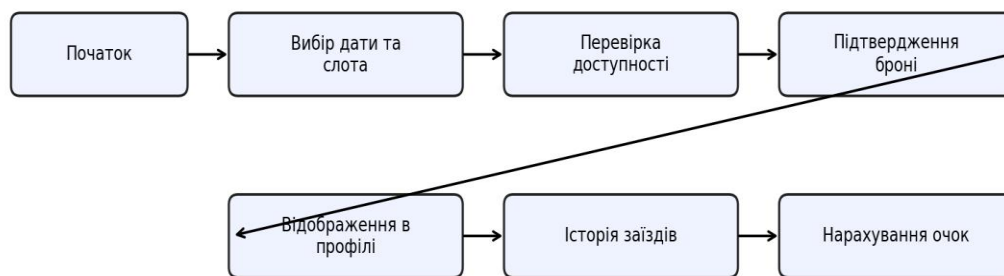 Початок
Вибір дати та
слота
Перевірка
доступності
Підтвердження
броні
Відображення в
профілі
Історія заїздів
Нарахування очок